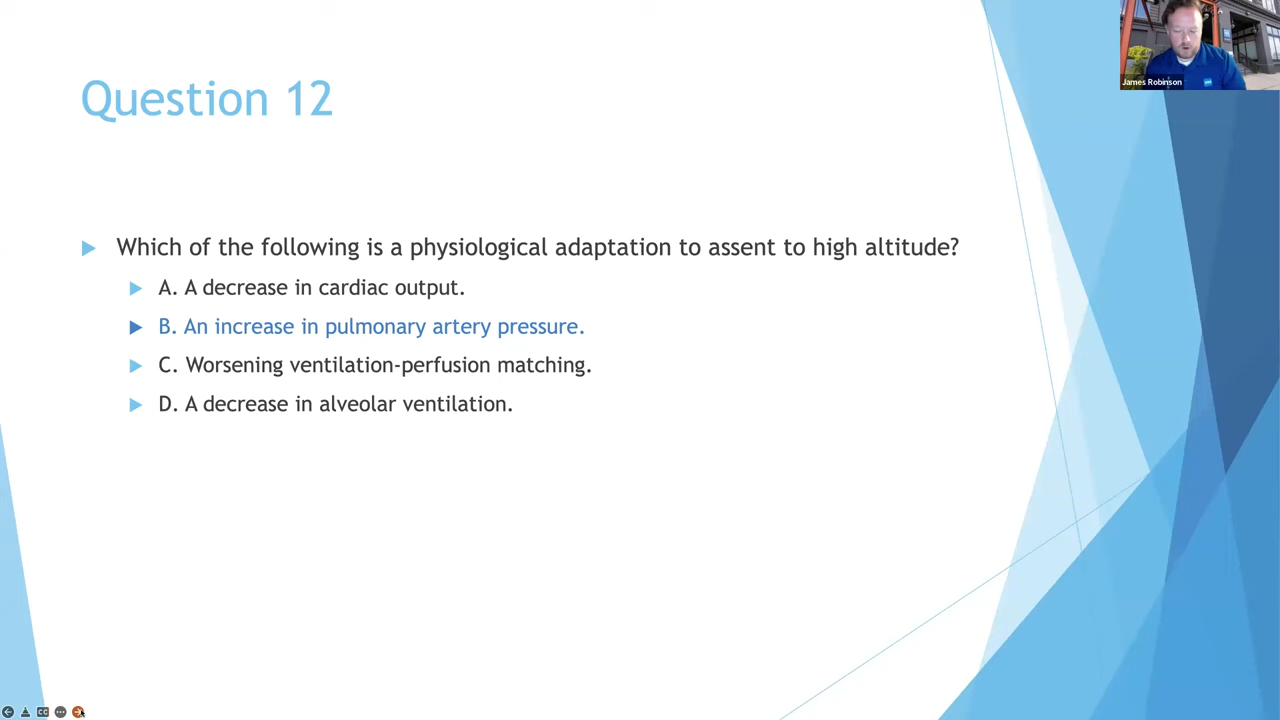 Question 12
James Robinson
Which of the following is a physiological adaptation to assent to high altitude?
A. A decrease in cardiac output.
B. An increase in pulmonary artery pressure.
C. Worsening ventilation-perfusion matching.
D. A decrease in alveolar ventilation.
CC